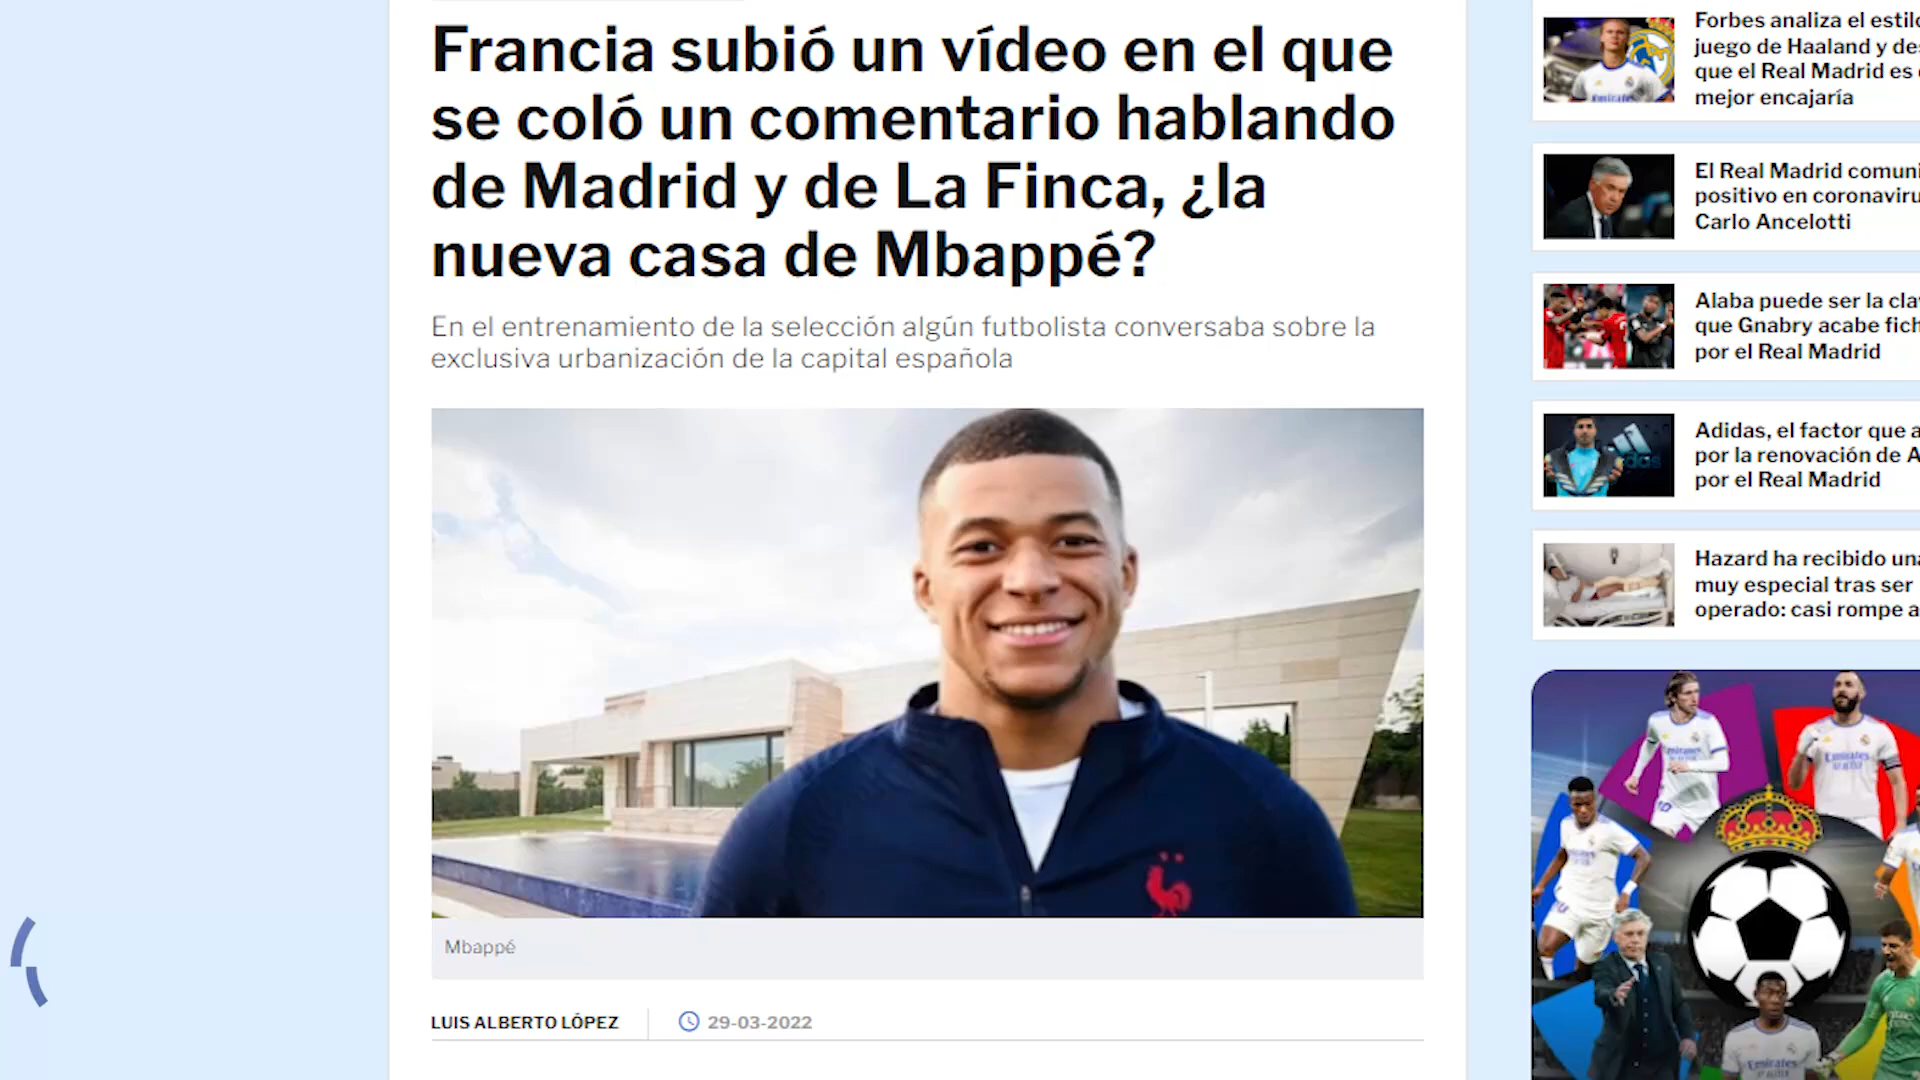 Francia subió un vídeo en el que
se coló un comentario hablando
de Madrid y de La Finca, ¿la
nueva casa de Mbappé?
En el entrenamiento de la selección algún futbolista conversaba sobre la
exclusiva urbanización de la capital española
Mbappé
LUIS ALBERTO LÓPEZ
29-03-2022
Forbes analiza el estilo
juego de Haaland y de
que el Real Madrid es
mejor encajaría
El Real Madrid comuni
positivo en coronaviru
Carlo Ancelotti
Alaba puede ser la cla
que Gnabry acabe fich
por el Real Madrid
Adidas, el factor que a
por la renovación de A
por el Real Madrid
Hazard ha recibido una
muy especial tras ser
operado: casi rompe a
Emirates
Emirates
Emirates